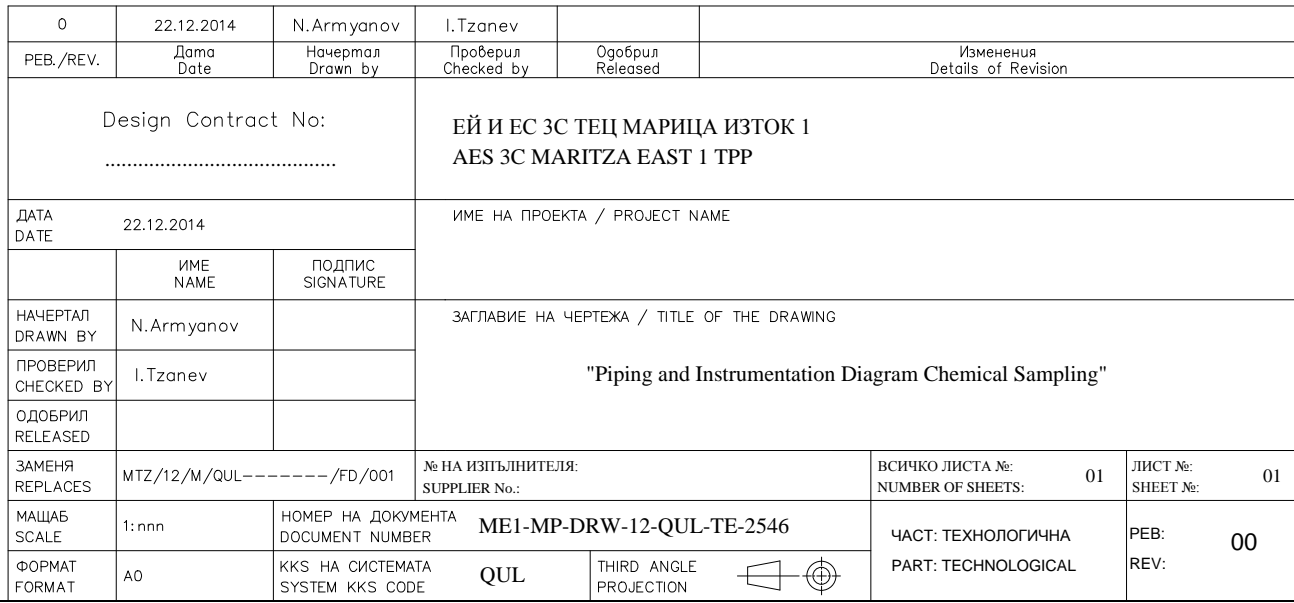 0 22.12.2014 N.Armyanov I.Tzanev
РЕВ./REV. Дата Начертал Проверил Одобрил Изменения
Date Drawn by Checked by Released Details of Revision
Design Contract No:
..........................................
ЕЙ И ЕС 3С ТЕЦ МАРИЦА ИЗТОК 1
AES 3C MARITZA EAST 1 TPP
ДАТА
DATE
22.12.2014
ИМЕ НА ПРОЕКТА / PROJECT NAME
ИМЕ ПОДПИС
NAME SIGNATURE
НАЧЕРТАЛ
DRAWN BY
N.Armyanov
ЗАГЛАВИЕ НА ЧЕРТЕЖА / TITLE OF THE DRAWING
ПРОВЕРИЛ
CHECKED BY
I.Tzanev
"Piping and Instrumentation Diagram Chemical Sampling"
ОДОБРИЛ
RELEASED
ЗАМЕНЯ
REPLACES
MTZ/12/M/QUL-------/FD/001
№ НА ИЗПЪЛНИТЕЛЯ:
SUPPLIER No.:
ВСИЧКО ЛИСТА №:
NUMBER OF SHEETS:
01
ЛИСТ №:
SHEET №:
01
МАЩАБ
SCALE
1:nnn
НОМЕР НА ДОКУМЕНТА
DOCUMENT NUMBER
ME1-MP-DRW-12-QUL-TE-2546
ЧАСТ: ТЕХНОЛОГИЧНА
PART: TECHNOLOGICAL
РЕВ:
REV:
00
ФОРМАТ
FORMAT
A0
KKS НА СИСТЕМАТА
SYSTEM KKS CODE
QUL
THIRD ANGLE
PROJECTION